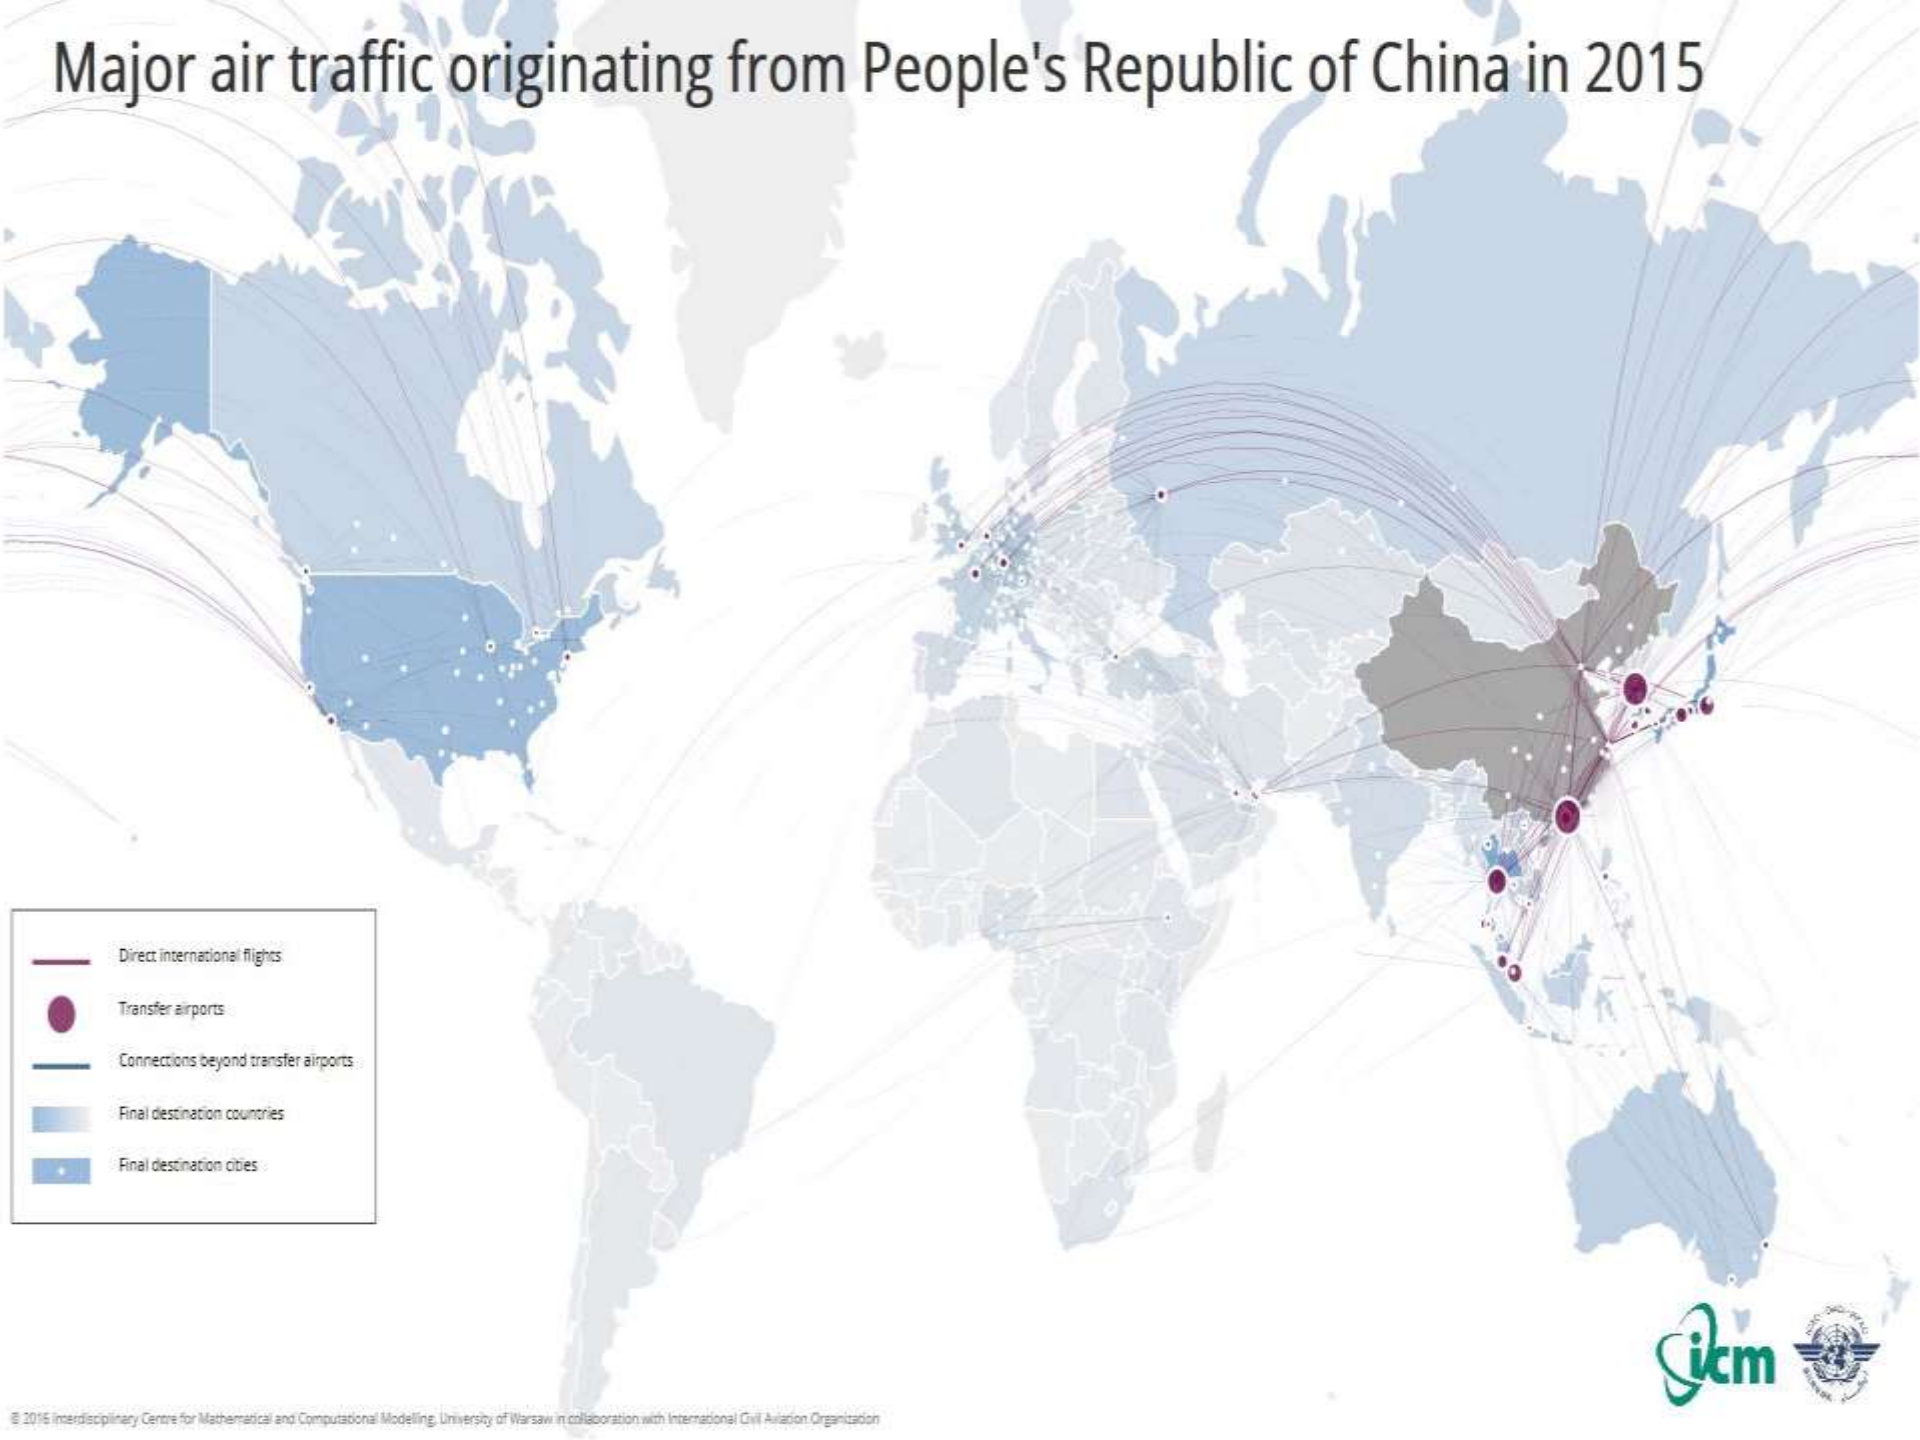 Major air traffic originating from People's Republic of China in 2015
Direct international flights
Transfer airports
Connections beyond transfer airports
Final destination countries
Final destination cities
icm
© 2016 Interdisciplinary Centre for Mathematical and Computational Modelling, University of Warsaw in collaboration with International Civil Aviation Organization